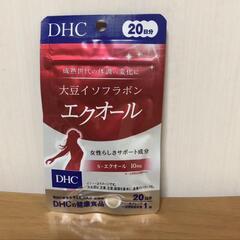 DHC
20日分
成熟世代の体調の変化に
大豆イソフラボン
エクオール
女性らしさサポート成分
S-エクオール 10mg
DHC
DHCの健康食品
20日分